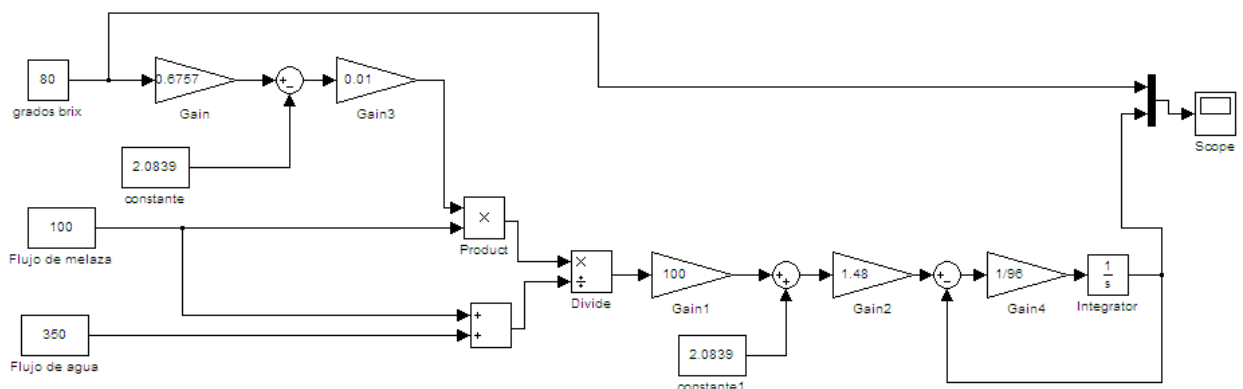 80
grados brix
0.6757
Gain
+
−
0.01
Gain3
2.0839
constante
100
Flujo de melaza
×
Product
350
Flujo de agua
+
+
×
÷
Divide
100
Gain1
+
+
2.0839
constante1
1.48
Gain2
+
−
1/96
Gain4
1
s
Integrator
Scope